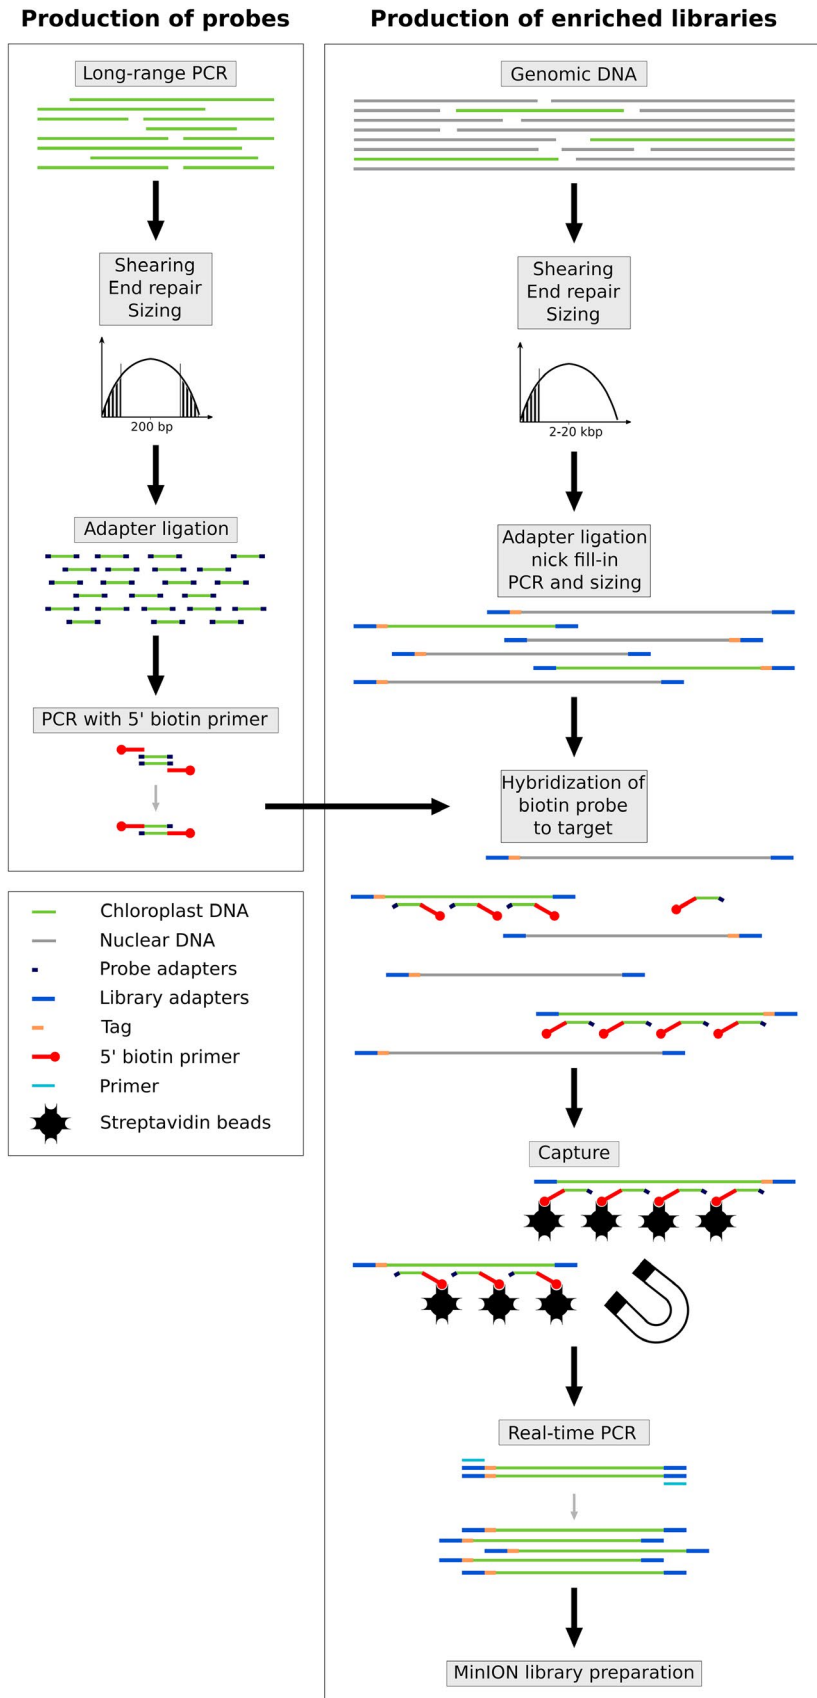 Production of probes
Long-range PCR
Shearing
End repair
Sizing
200 bp
Adapter ligation
PCR with 5' biotin primer
Chloroplast DNA
Nuclear DNA
Probe adapters
Library adapters
Tag
5' biotin primer
Primer
Streptavidin beads
Production of enriched libraries
Genomic DNA
Shearing
End repair
Sizing
2-20 kbp
Adapter ligation
nick fill-in
PCR and sizing
Hybridization of
biotin probe
to target
Capture
Real-time PCR
MinION library preparation